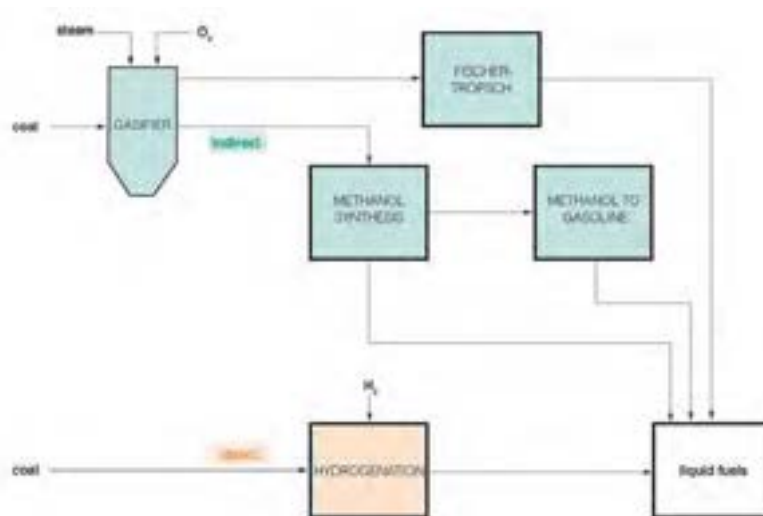 steam
O₂
coal
GASIFIER
indirect
FISCHER-
TROPSCH
METHANOL
SYNTHESIS
METHANOL TO
GASOLINE
H₂
coal
direct
HYDROGENATION
liquid fuels